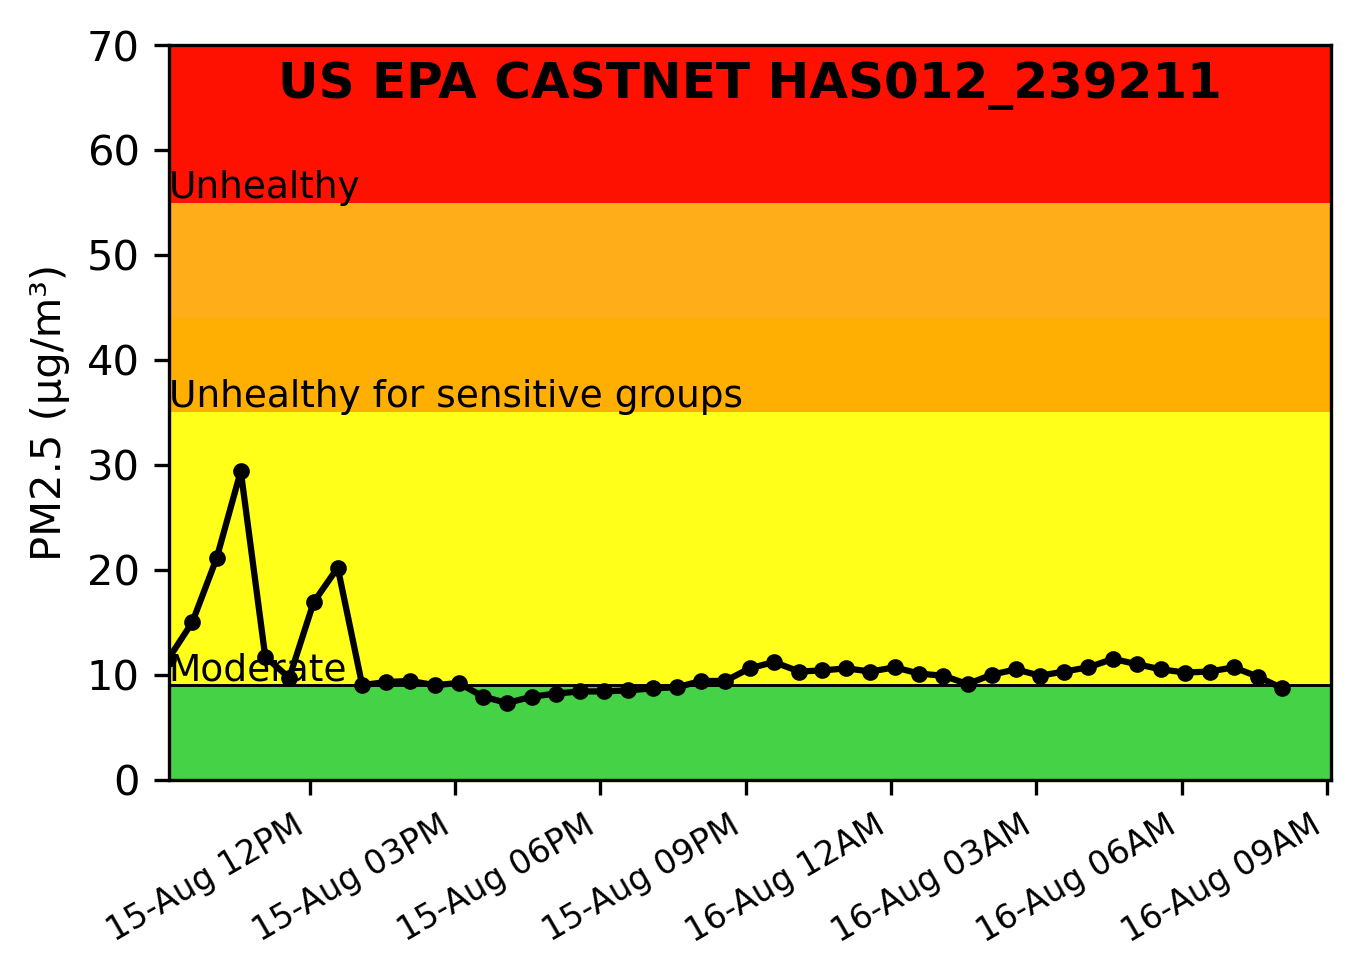 US EPA CASTNET HAS012_239211
PM2.5 (µg/m³)
70
60
50
40
30
20
10
0
Unhealthy
Unhealthy for sensitive groups
Moderate
15-Aug 12PM
15-Aug 03PM
15-Aug 06PM
15-Aug 09PM
16-Aug 12AM
16-Aug 03AM
16-Aug 06AM
16-Aug 09AM